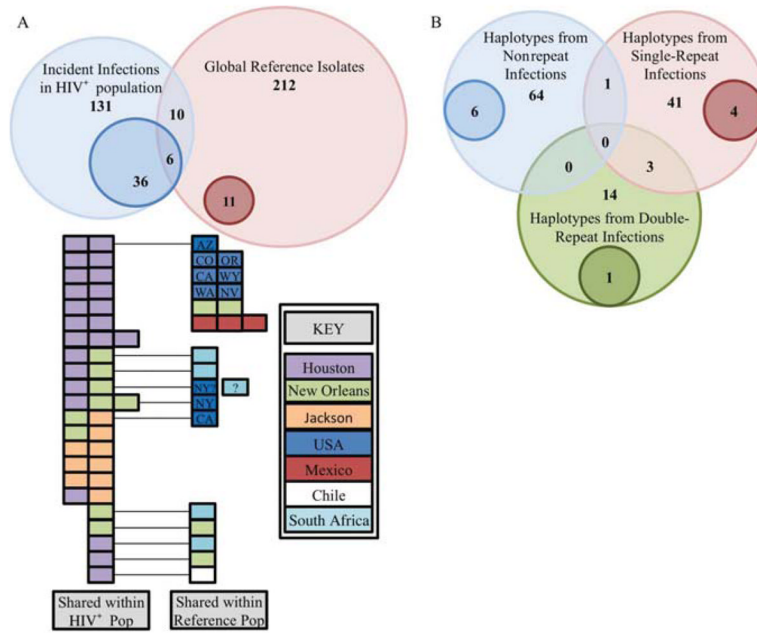 A
Incident Infections
in HIV⁺ population
131
10
6
36
Global Reference Isolates
212
11
B
Haplotypes from
Nonrepeat
Infections
64
6
1
Haplotypes from
Single-Repeat
Infections
41
4
0
0
3
14
Haplotypes from Double-
Repeat Infections
1
AZ
CO OR
CA WY
WA NV
NY? ?
NY
CA
KEY
Houston
New Orleans
Jackson
USA
Mexico
Chile
South Africa
Shared within
HIV⁺ Pop
Shared within
Reference Pop